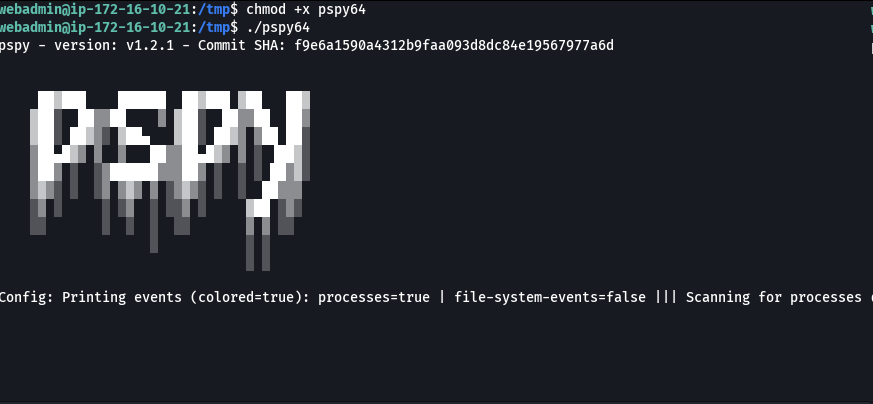 webadmin@ip-172-16-10-21:/tmp$ chmod +x pspy64
webadmin@ip-172-16-10-21:/tmp$ ./pspy64
pspy - version: v1.2.1 - Commit SHA: f9e6a1590a4312b9faa093d8dc84e19567977a6d
pspy
Config: Printing events (colored=true): processes=true | file-system-events=false ||| Scanning for processes